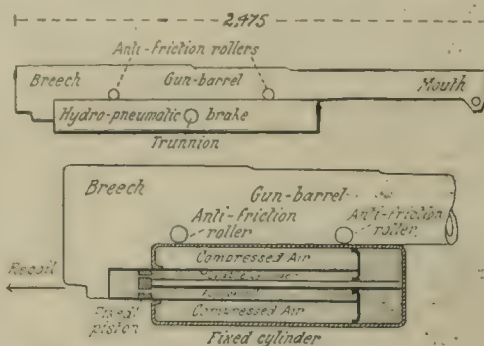 2,475
Anti-friction rollers
Breech Gun-barrel Mouth
Hydro-pneumatic brake
Trunnion
Breech Gun-barrel
Anti-friction Anti-friction
roller roller
Compressed Air
Recoil
Compressed Air
Fixed
piston
Fixed cylinder